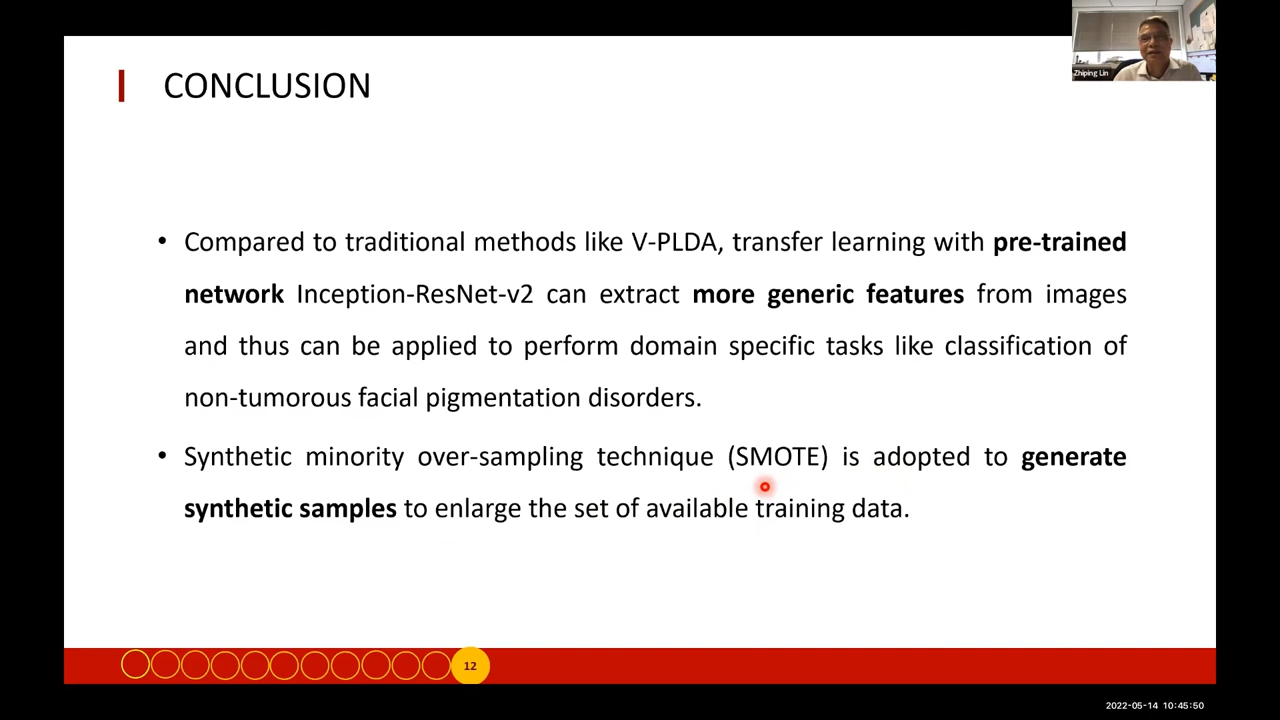 Zhiping Lin
CONCLUSION
• Compared to traditional methods like V-PLDA, transfer learning with pre-trained
network Inception-ResNet-v2 can extract more generic features from images
and thus can be applied to perform domain specific tasks like classification of
non-tumorous facial pigmentation disorders.
• Synthetic minority over-sampling technique (SMOTE) is adopted to generate
synthetic samples to enlarge the set of available training data.
12
2022-05-14 10:45:50